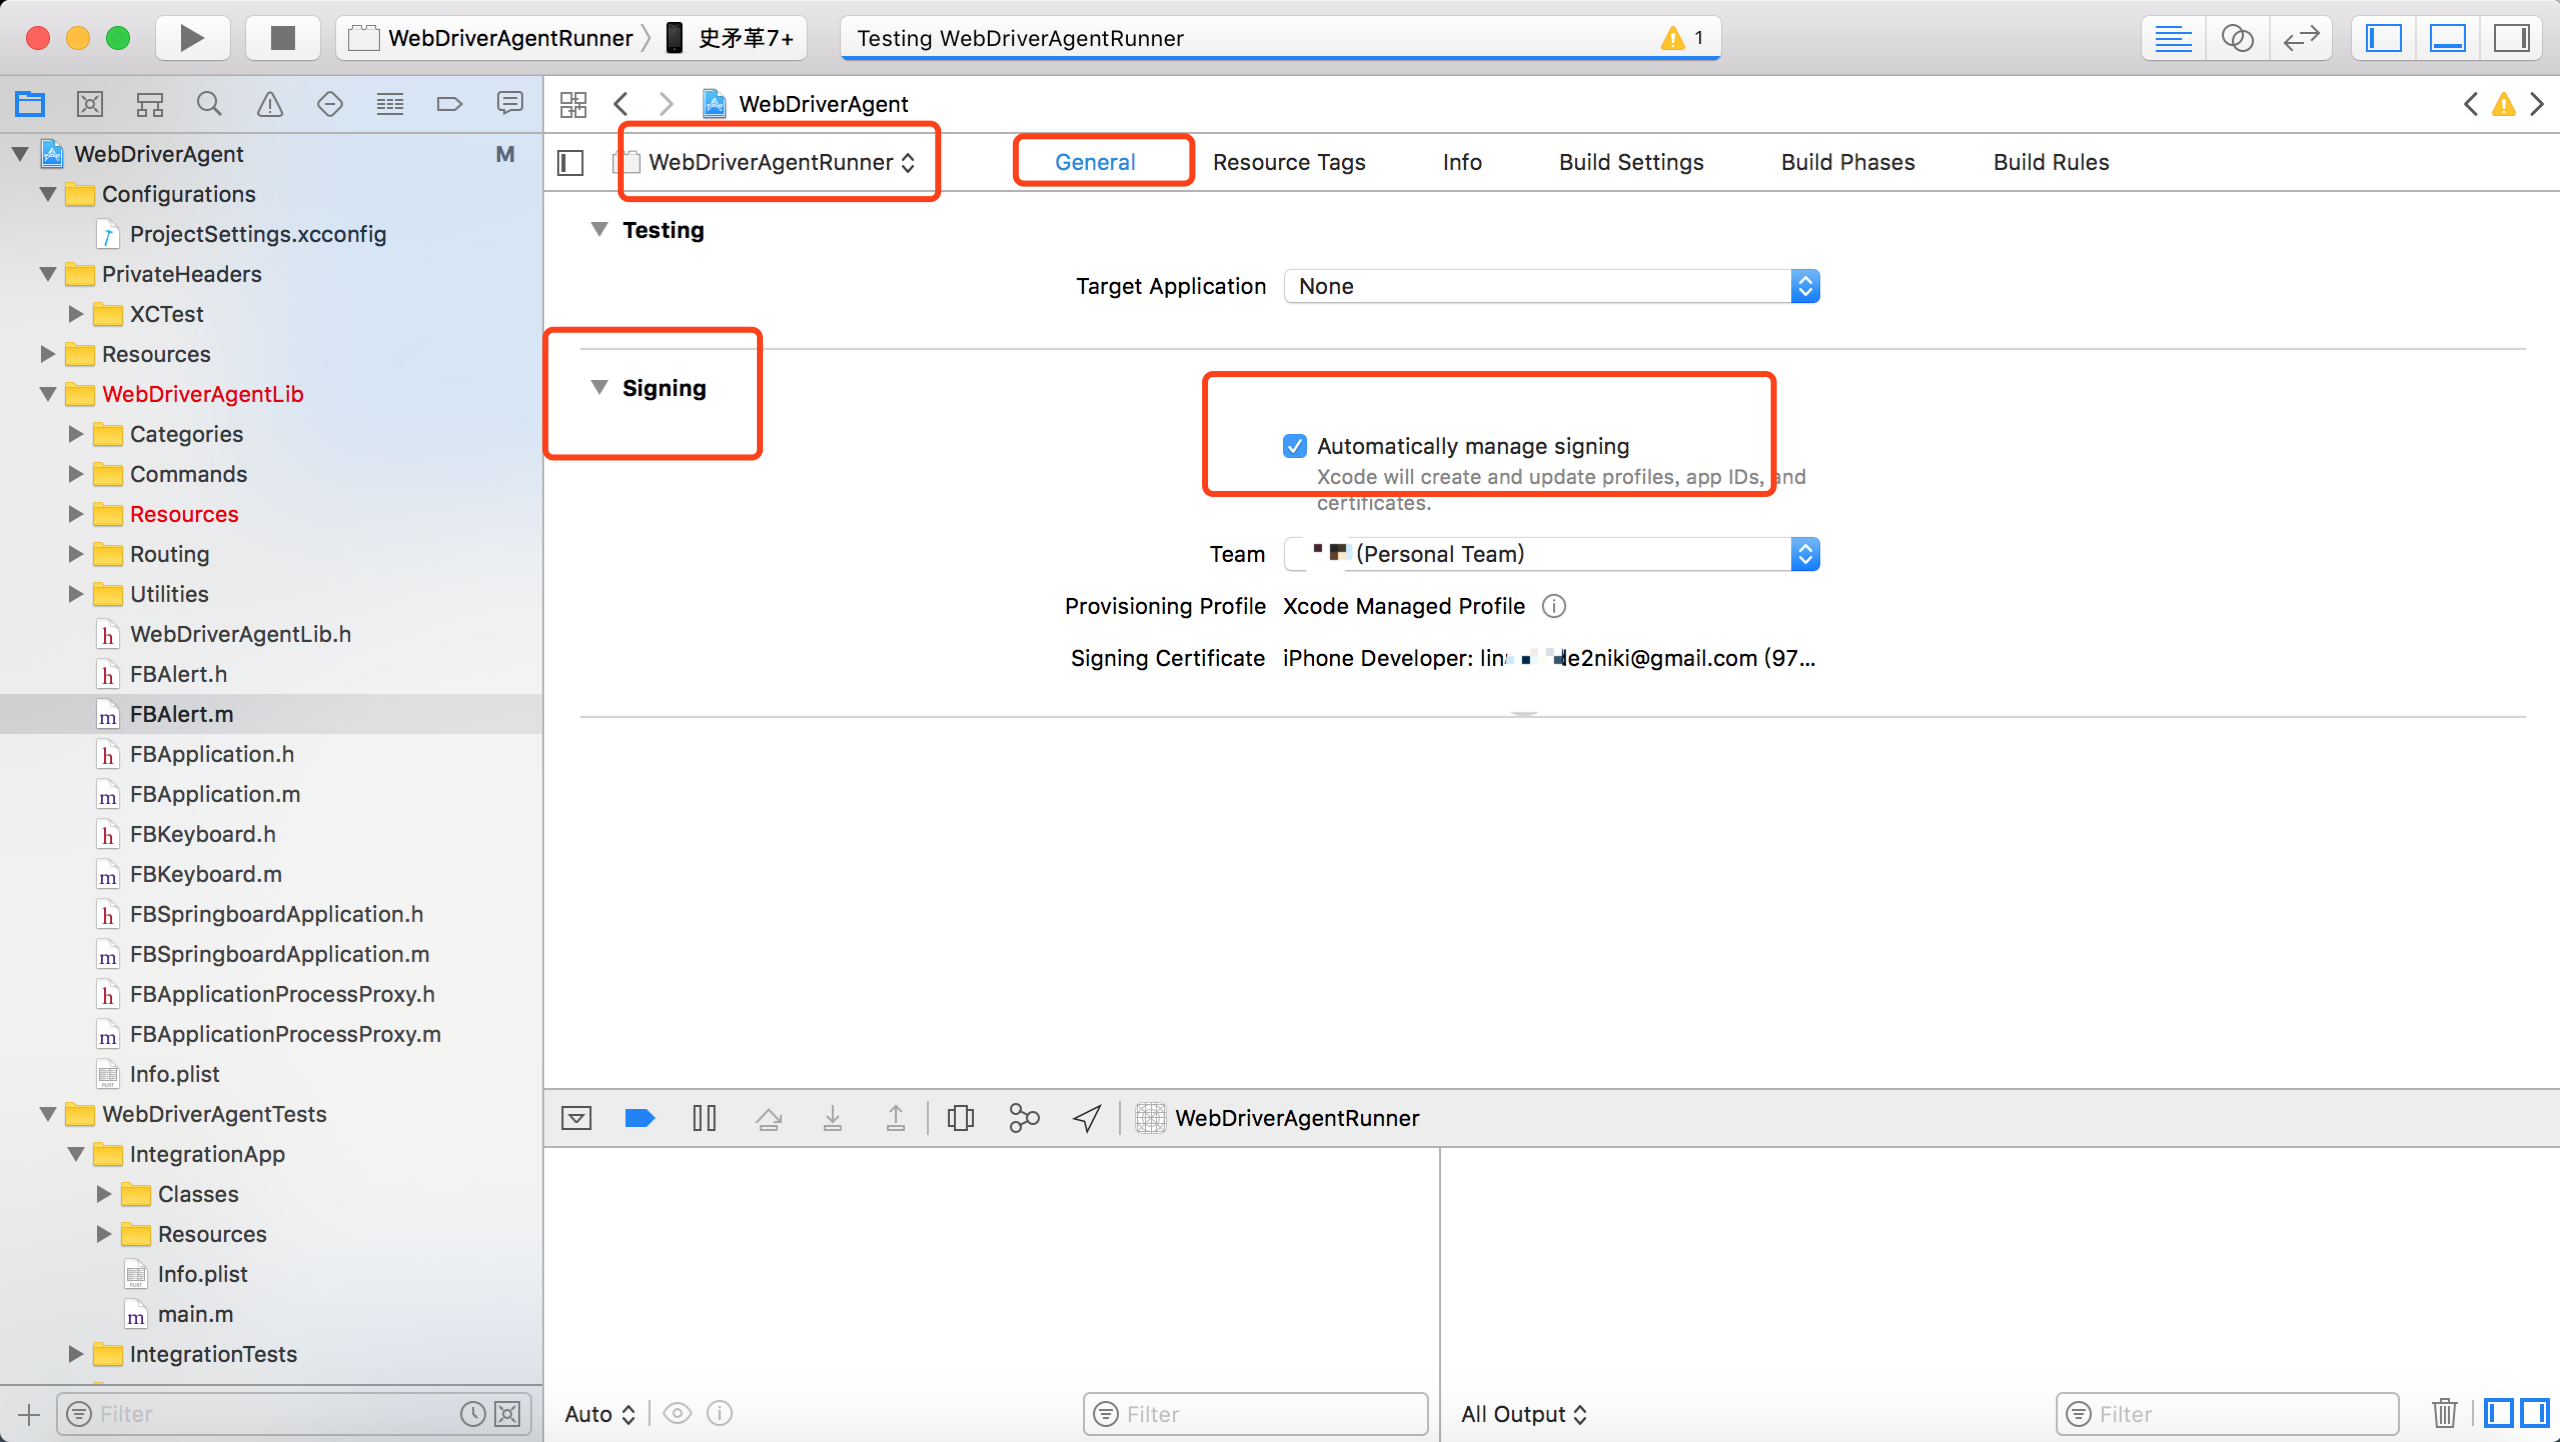 WebDriverAgentRunner 史矛革7+
Testing WebDriverAgentRunner 1
WebDriverAgent
WebDriverAgent M
WebDriverAgentRunner General Resource Tags Info Build Settings Build Phases Build Rules
Configurations
ProjectSettings.xcconfig
PrivateHeaders
XCTest
Resources
WebDriverAgentLib
Categories
Commands
Resources
Routing
Utilities
h WebDriverAgentLib.h
h FBAlert.h
m FBAlert.m
h FBApplication.h
m FBApplication.m
h FBKeyboard.h
m FBKeyboard.m
h FBSpringboardApplication.h
m FBSpringboardApplication.m
h FBApplicationProcessProxy.h
m FBApplicationProcessProxy.m
Info.plist
WebDriverAgentTests
IntegrationApp
Classes
Resources
Info.plist
m main.m
IntegrationTests
Filter
Testing
Target Application None
Signing
Automatically manage signing
Xcode will create and update profiles, app IDs, and
certificates.
Team (Personal Team)
Provisioning Profile Xcode Managed Profile
Signing Certificate iPhone Developer: e2niki@gmail.com (97...
WebDriverAgentRunner
Auto Filter
All Output Filter